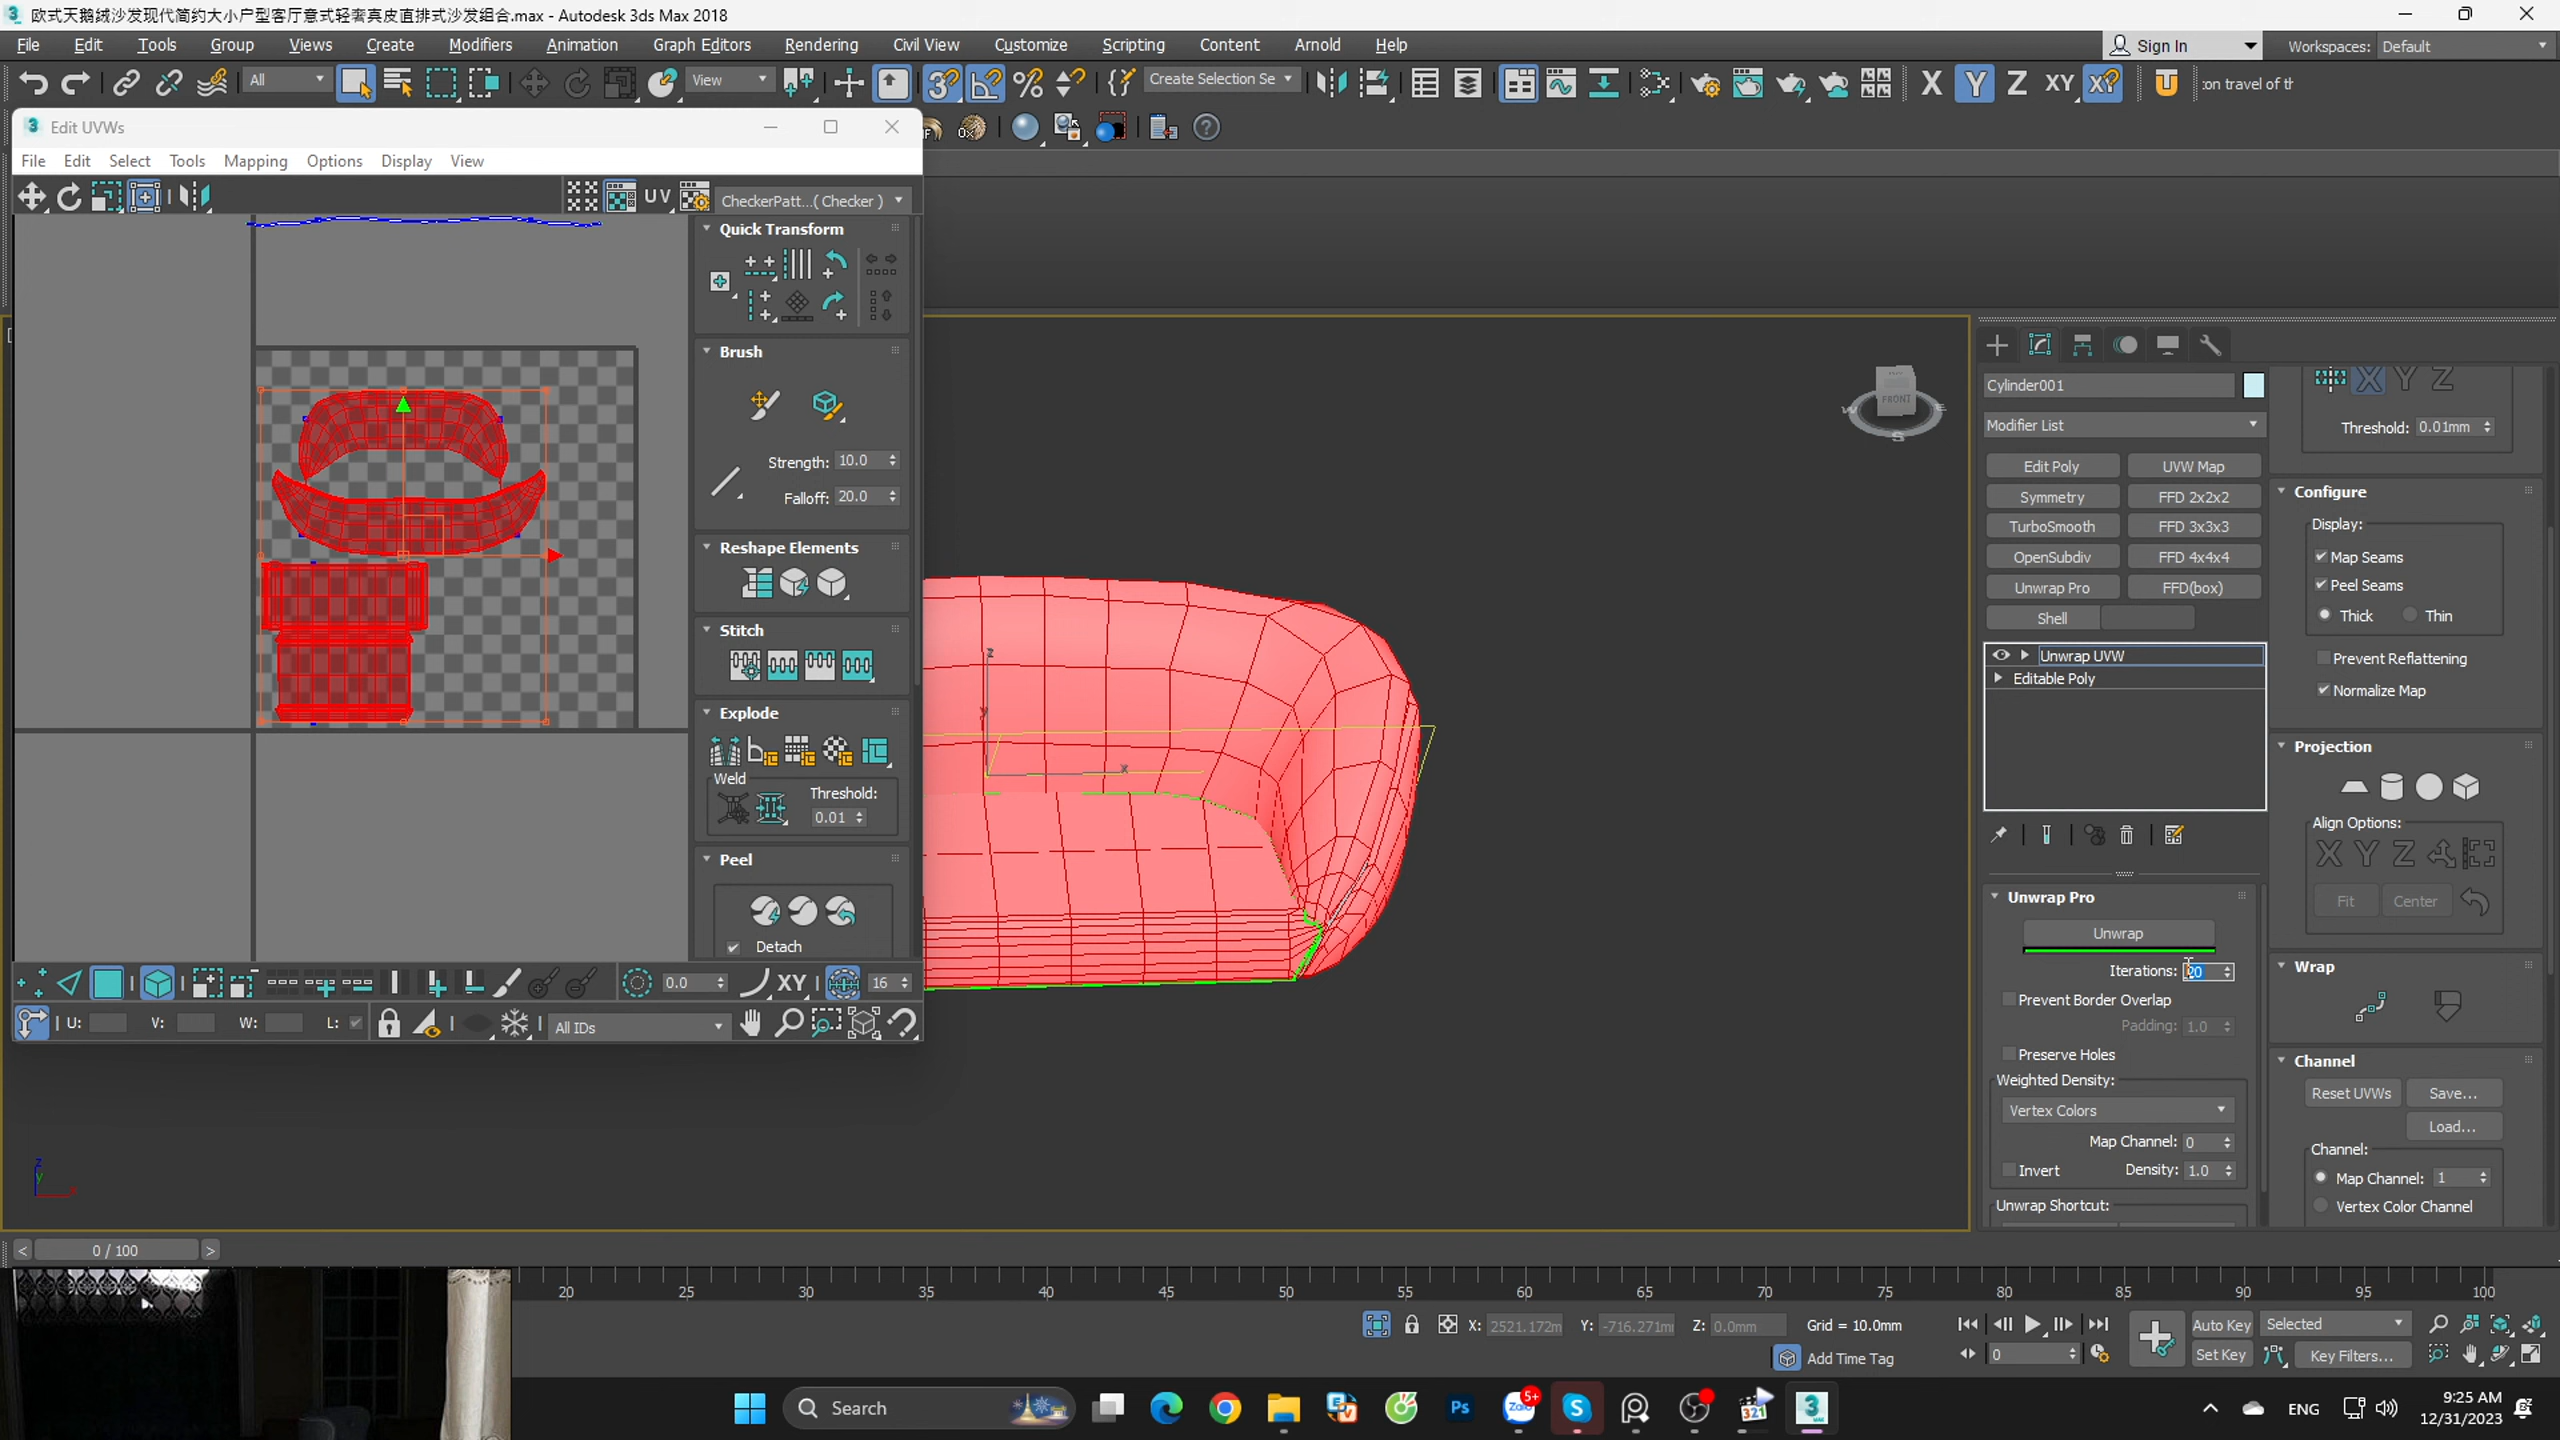 欧式天鹅绒沙发现代简约大小户型客厅意式轻奢真皮直排式沙发组合.max - Autodesk 3ds Max 2018
File Edit Tools Group Views Create Modifiers Animation Graph Editors Rendering Civil View Customize Scripting Content Arnold Help
Sign In Workspaces: Default
All View Create Selection Se X Y Z XY on travel of th
Edit UVWs
File Edit Select Tools Mapping Options Display View
UV CheckerPatt...( Checker )
Quick Transform
Brush
Strength: 10.0
Falloff: 20.0
Reshape Elements
Stitch
Explode
Weld
Threshold:
0.01
Peel
Detach
0.0 XY 16
U: V: W: L: All IDs
FRONT
W E
S
z
y
x
Cylinder001
Modifier List
Edit Poly UVW Map
Symmetry FFD 2x2x2
TurboSmooth FFD 3x3x3
OpenSubdiv FFD 4x4x4
Unwrap Pro FFD(box)
Shell
Unwrap UVW
Editable Poly
Unwrap Pro
Unwrap
Iterations: 20
Prevent Border Overlap
Padding: 1.0
Preserve Holes
Weighted Density:
Vertex Colors
Map Channel: 0
Invert Density: 1.0
Unwrap Shortcut:
X Y Z
Threshold: 0.01mm
Configure
Display:
Map Seams
Peel Seams
Thick Thin
Prevent Reflattening
Normalize Map
Projection
Align Options:
X Y Z
Fit Center
Wrap
Channel
Reset UVWs Save...
Load...
Channel:
Map Channel: 1
Vertex Color Channel
z
y
< 0 / 100 >
20 25 30 35 40 45 50 55 60 65 70 75 80 85 90 95 100
X: 2521.172m Y: -716.271m Z: 0.0mm Grid = 10.0mm
Add Time Tag
0
Auto Key Selected
Set Key Key Filters...
Search
Ps
Zalo
5+
321
3
ENG
9:25 AM
12/31/2023